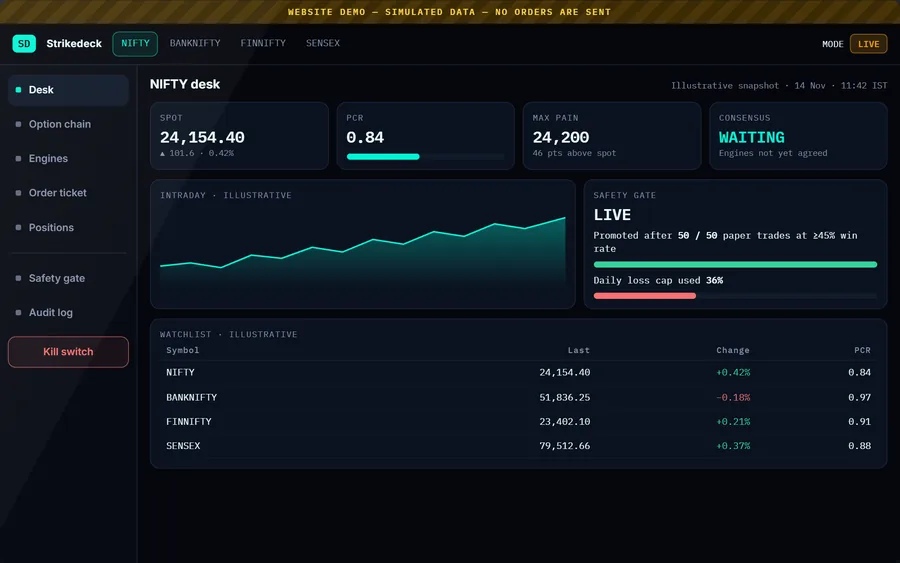 WEBSITE DEMO — SIMULATED DATA — NO ORDERS ARE SENT
SD Strikedeck NIFTY BANKNIFTY FINNIFTY SENSEX MODE LIVE
Desk
Option chain
Engines
Order ticket
Positions
Safety gate
Audit log
Kill switch
NIFTY desk
Illustrative snapshot · 14 Nov · 11:42 IST
SPOT
24,154.40
▲ 101.6 · 0.42%
PCR
0.84
MAX PAIN
24,200
46 pts above spot
CONSENSUS
WAITING
Engines not yet agreed
INTRADAY · ILLUSTRATIVE
SAFETY GATE
LIVE
Promoted after 50 / 50 paper trades at ≥45% win
rate
Daily loss cap used 36%
WATCHLIST · ILLUSTRATIVE
Symbol Last Change PCR
NIFTY 24,154.40 +0.42% 0.84
BANKNIFTY 51,836.25 −0.18% 0.97
FINNIFTY 23,402.10 +0.21% 0.91
SENSEX 79,512.66 +0.37% 0.88